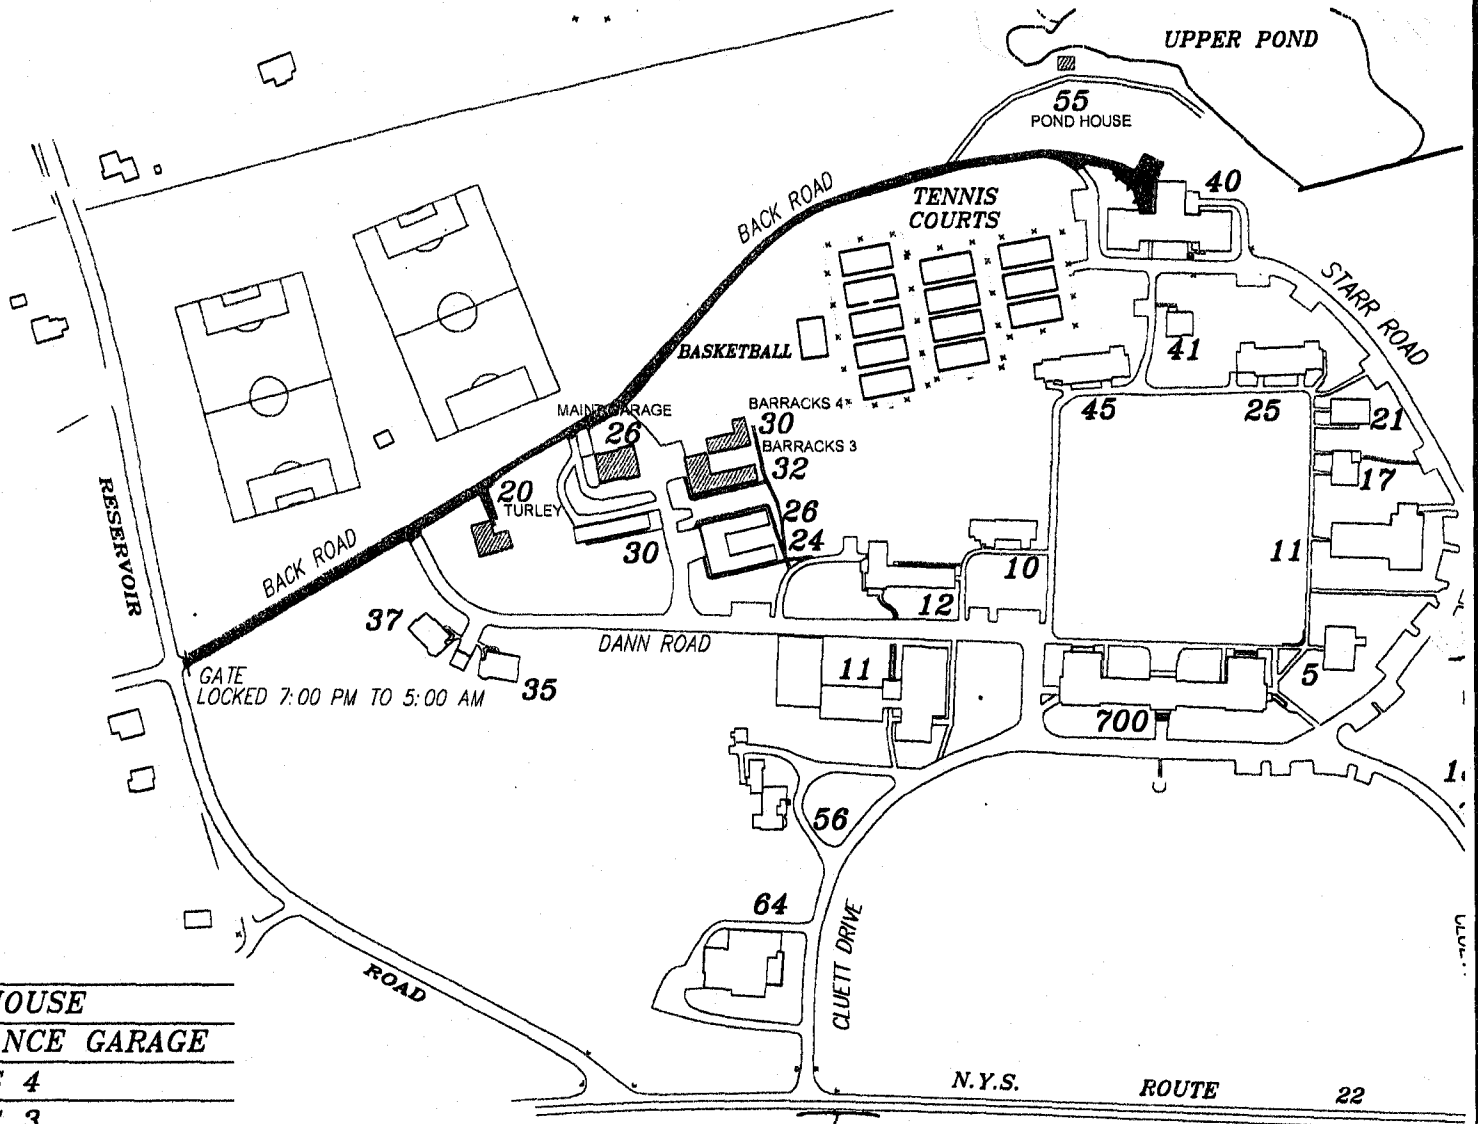 UPPER POND
55
POND HOUSE
40
TENNIS
COURTS
BACK ROAD
STARR ROAD
BASKETBALL
41
45
25
21
17
11
MAINT GARAGE
26
BARRACKS 4
30
BARRACKS 3
32
20
TURLEY
26
24
30
10
12
BACK ROAD
RESERVOIR
37
35
DANN ROAD
11
5
700
GATE
LOCKED 7:00 PM TO 5:00 AM
56
64
CLUETT DRIVE
ROAD
OUSE
NCE GARAGE
4
3
N.Y.S. ROUTE 22